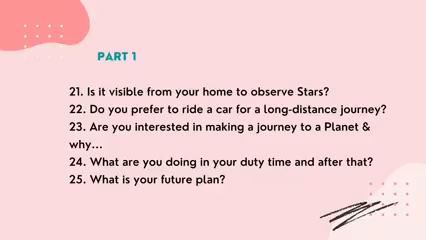 PART 1
21. Is it visible from your home to observe Stars?
22. Do you prefer to ride a car for a long-distance journey?
23. Are you interested in making a journey to a Planet &
why...
24. What are you doing in your duty time and after that?
25. What is your future plan?